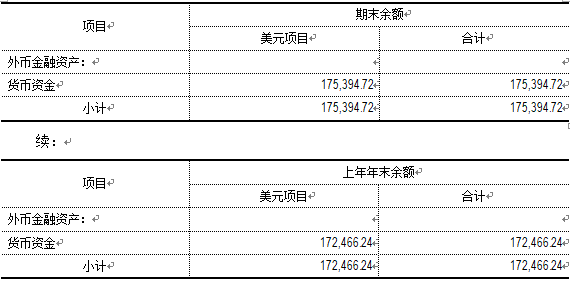 项目 期末余额
美元项目 合计
外币金融资产：
货币资金 175,394.72 175,394.72
小计 175,394.72 175,394.72
续：
项目 上年年末余额
美元项目 合计
外币金融资产：
货币资金 172,466.24 172,466.24
小计 172,466.24 172,466.24